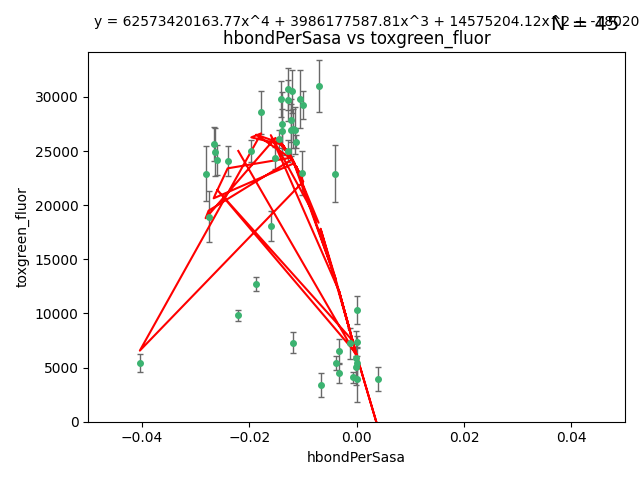 y = 62573420163.77x^4 + 3986177587.81x^3 + 14575204.12x^2 +
N = 45
hbondPerSasa vs toxgreen_fluor
toxgreen_fluor
30000
25000
20000
15000
10000
5000
0
−0.04
−0.02
0.00
0.02
0.04
hbondPerSasa